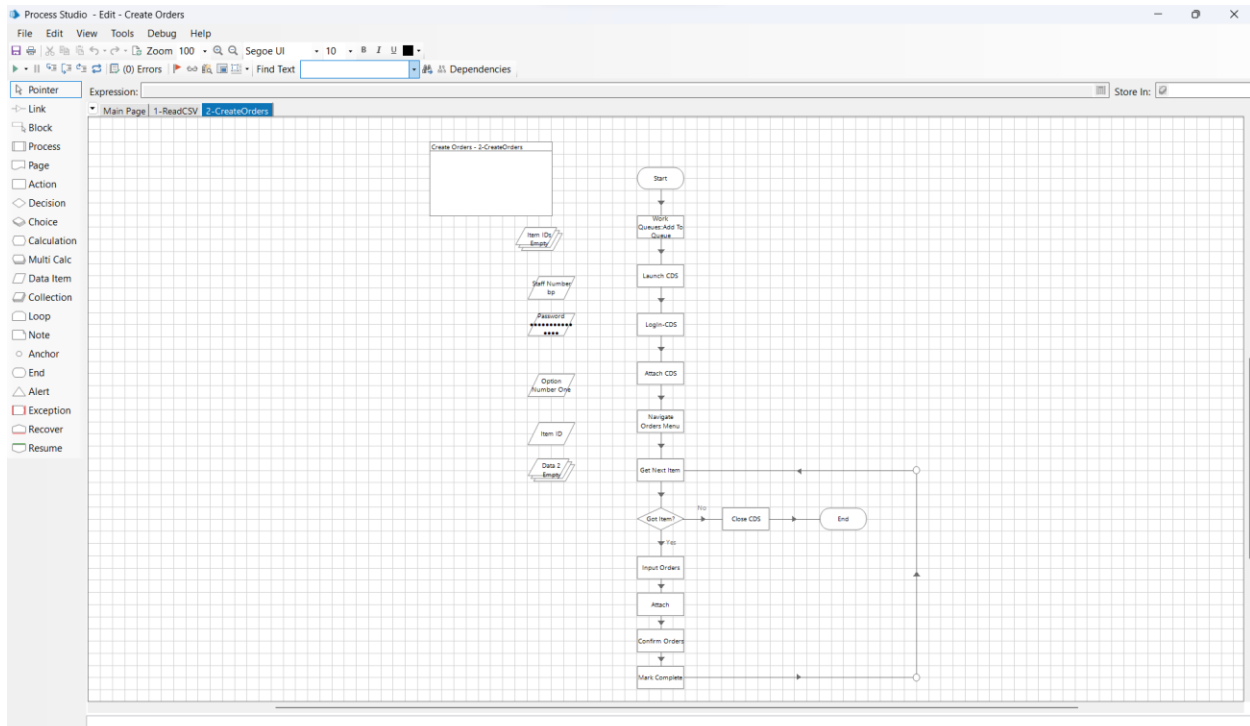 Process Studio - Edit - Create Orders
File Edit View Tools Debug Help
Zoom 100 Segoe UI 10 B I U
(0) Errors Find Text Dependencies
Pointer
Expression:
Store In:
Link
Main Page 1-ReadCSV 2-CreateOrders
Block
Process
Page
Action
Decision
Choice
Calculation
Multi Calc
Data Item
Collection
Loop
Note
Anchor
End
Alert
Exception
Recover
Resume
Create Orders - 2-CreateOrders
Start
Work
Queues::Add To
Queue
Item IDs
Empty
Launch CDS
Staff Number
bp
Password
•••••••••••
••••
Login-CDS
Attach CDS
Option
Number One
Navigate
Orders Menu
Item ID
Data 2
Empty
Get Next Item
Got Item?
No
Close CDS
End
Yes
Input Orders
Attach
Confirm Orders
Mark Complete